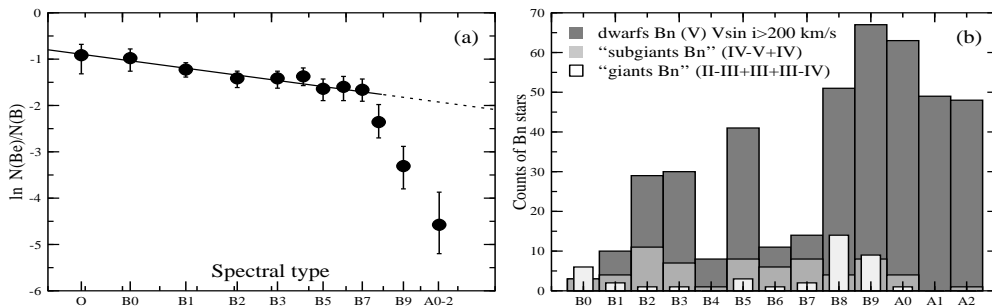 0
-1
-2
-3
-4
-5
-6
ln N(Be)/N(B)
(a)
Spectral type
O B0 B1 B2 B3 B5 B7 B9 A0-2
70
60
50
40
30
20
10
0
Counts of Bn stars
dwarfs Bn (V) Vsin i>200 km/s
“subgiants Bn” (IV-V+IV)
“giants Bn” (II-III+III+III-IV)
(b)
B0 B1 B2 B3 B4 B5 B6 B7 B8 B9 A0 A1 A2